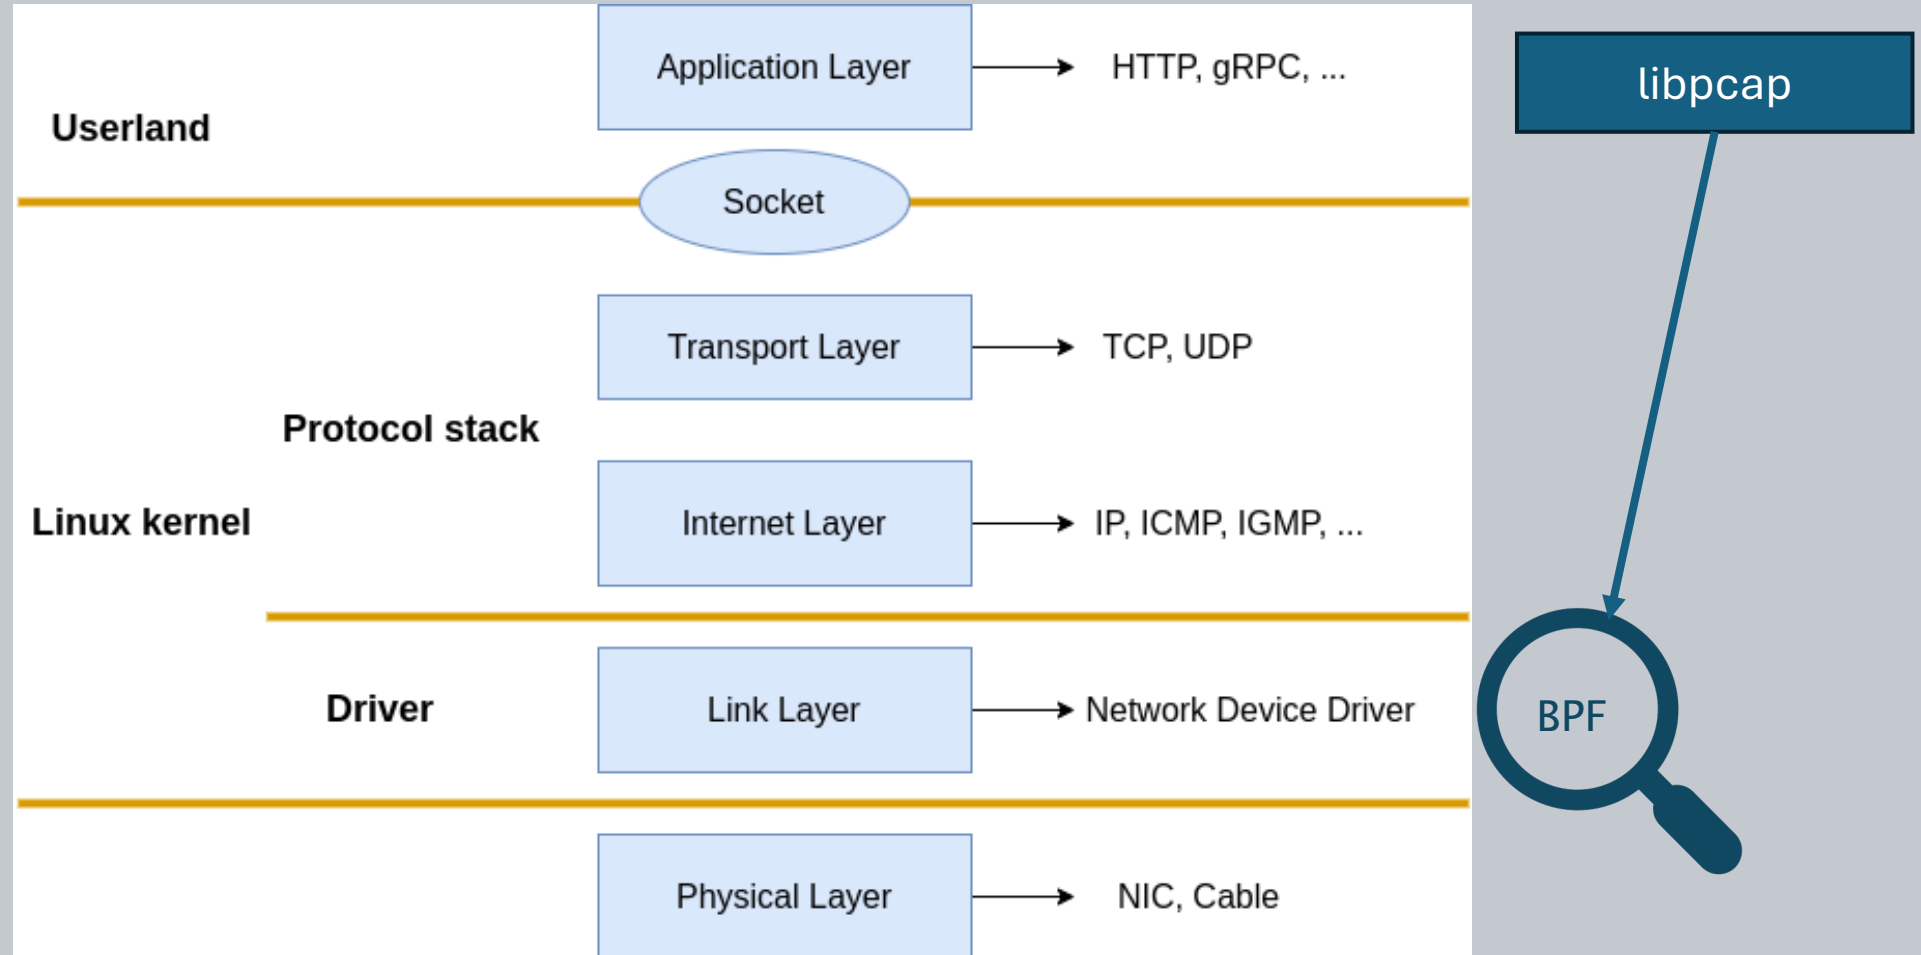 Application Layer
HTTP, gRPC, ...
libpcap
Userland
Socket
Transport Layer
TCP, UDP
Protocol stack
Linux kernel
Internet Layer
IP, ICMP, IGMP, ...
Driver
Link Layer
Network Device Driver
BPF
Physical Layer
NIC, Cable